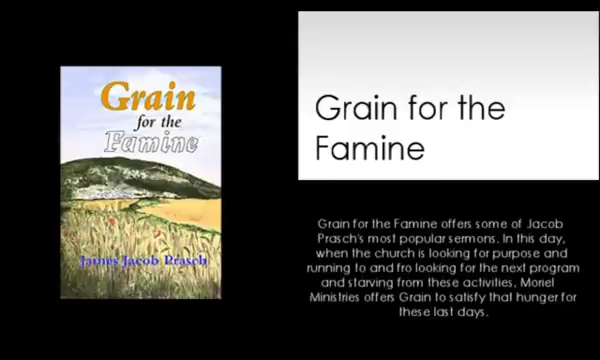 Grain
for the
Famine
James Jacob Prasch
Grain for the
Famine
Grain for the Famine offers some of Jacob
Prasch's most popular sermons. In this day,
when the church is looking for purpose and
running to and fro looking for the next program
and starving from these activities, Moriel
Ministries offers Grain to satisfy that hunger for
these last days.